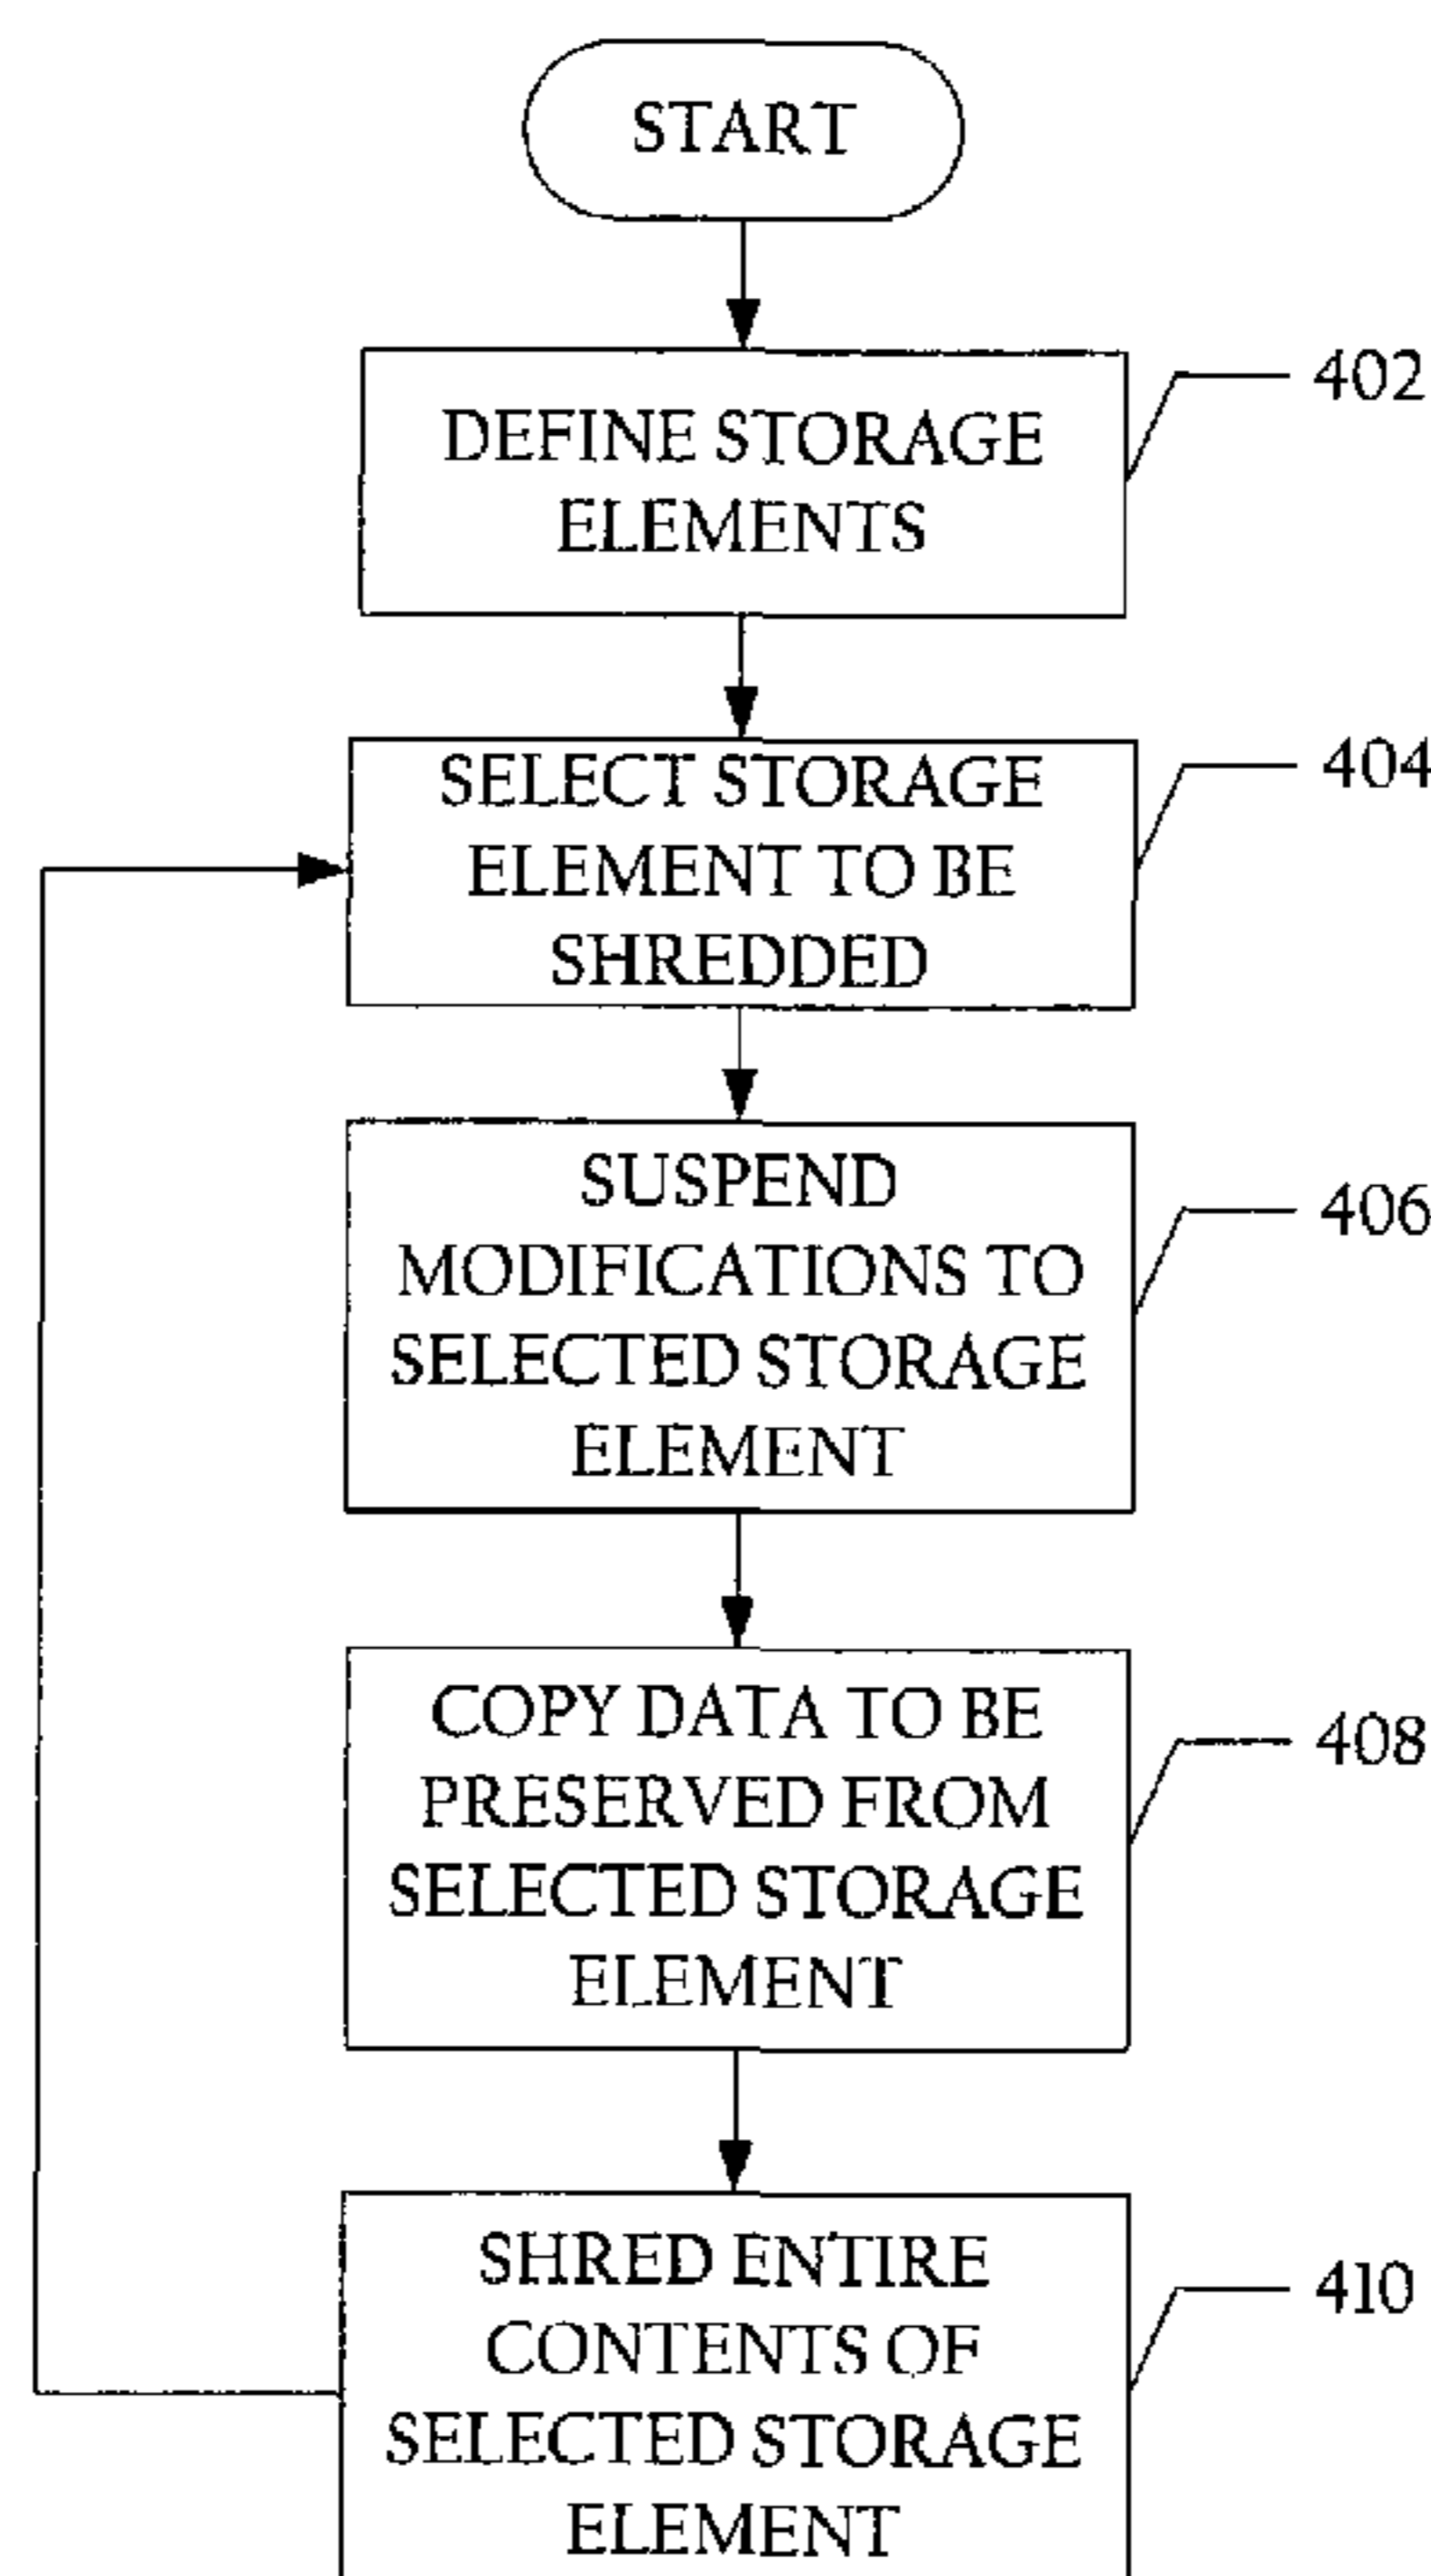 START
DEFINE STORAGE
ELEMENTS
402
SELECT STORAGE
ELEMENT TO BE
SHREDDED
404
SUSPEND
MODIFICATIONS TO
SELECTED STORAGE
ELEMENT
406
COPY DATA TO BE
PRESERVED FROM
SELECTED STORAGE
ELEMENT
408
SHRED ENTIRE
CONTENTS OF
SELECTED STORAGE
ELEMENT
410